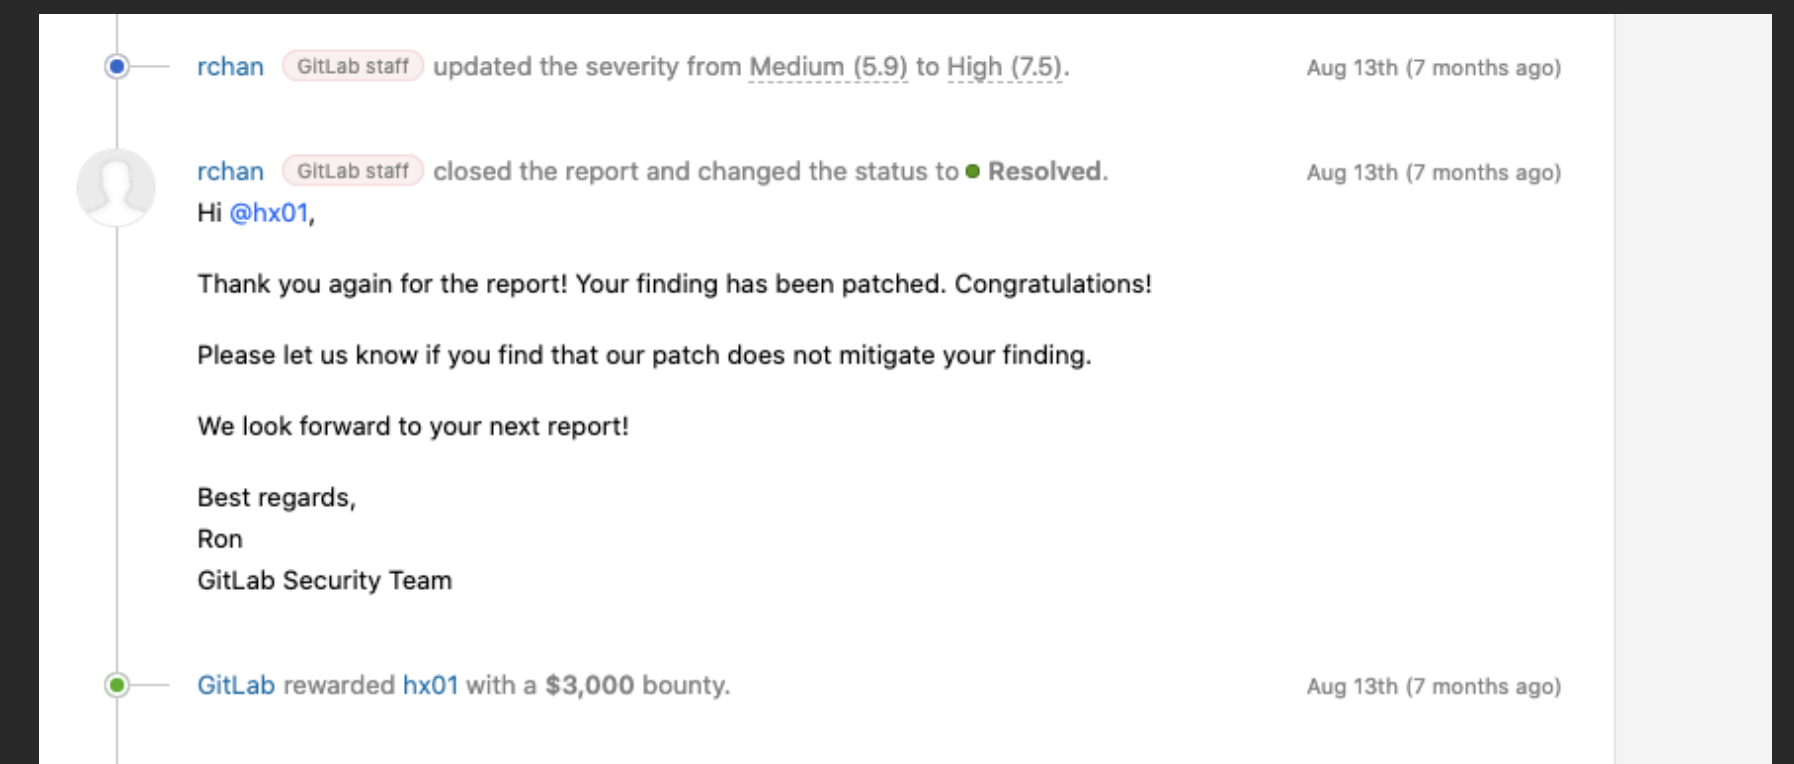 rchan GitLab staff updated the severity from Medium (5.9) to High (7.5). Aug 13th (7 months ago)
rchan GitLab staff closed the report and changed the status to Resolved. Aug 13th (7 months ago)
Hi @hx01,
Thank you again for the report! Your finding has been patched. Congratulations!
Please let us know if you find that our patch does not mitigate your finding.
We look forward to your next report!
Best regards,
Ron
GitLab Security Team
GitLab rewarded hx01 with a $3,000 bounty. Aug 13th (7 months ago)